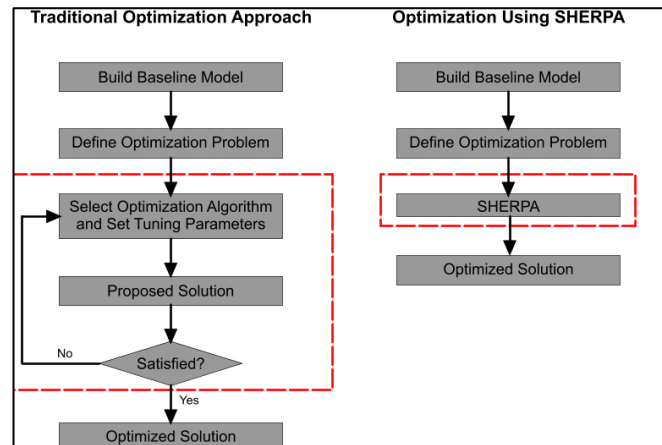 Traditional Optimization Approach
Build Baseline Model
Define Optimization Problem
Select Optimization Algorithm
and Set Tuning Parameters
Proposed Solution
Satisfied?
No
Yes
Optimized Solution
Optimization Using SHERPA
Build Baseline Model
Define Optimization Problem
SHERPA
Optimized Solution